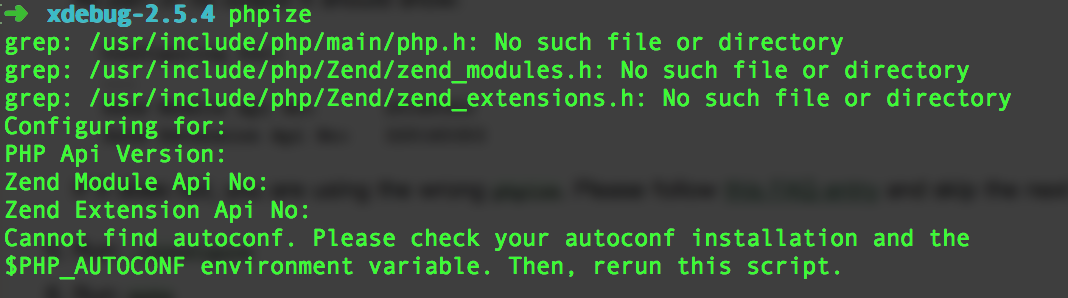 ➜ xdebug-2.5.4 phpize
grep: /usr/include/php/main/php.h: No such file or directory
grep: /usr/include/php/Zend/zend_modules.h: No such file or directory
grep: /usr/include/php/Zend/zend_extensions.h: No such file or directory
Configuring for:
PHP Api Version:
Zend Module Api No:
Zend Extension Api No:
Cannot find autoconf. Please check your autoconf installation and the
$PHP_AUTOCONF environment variable. Then, rerun this script.